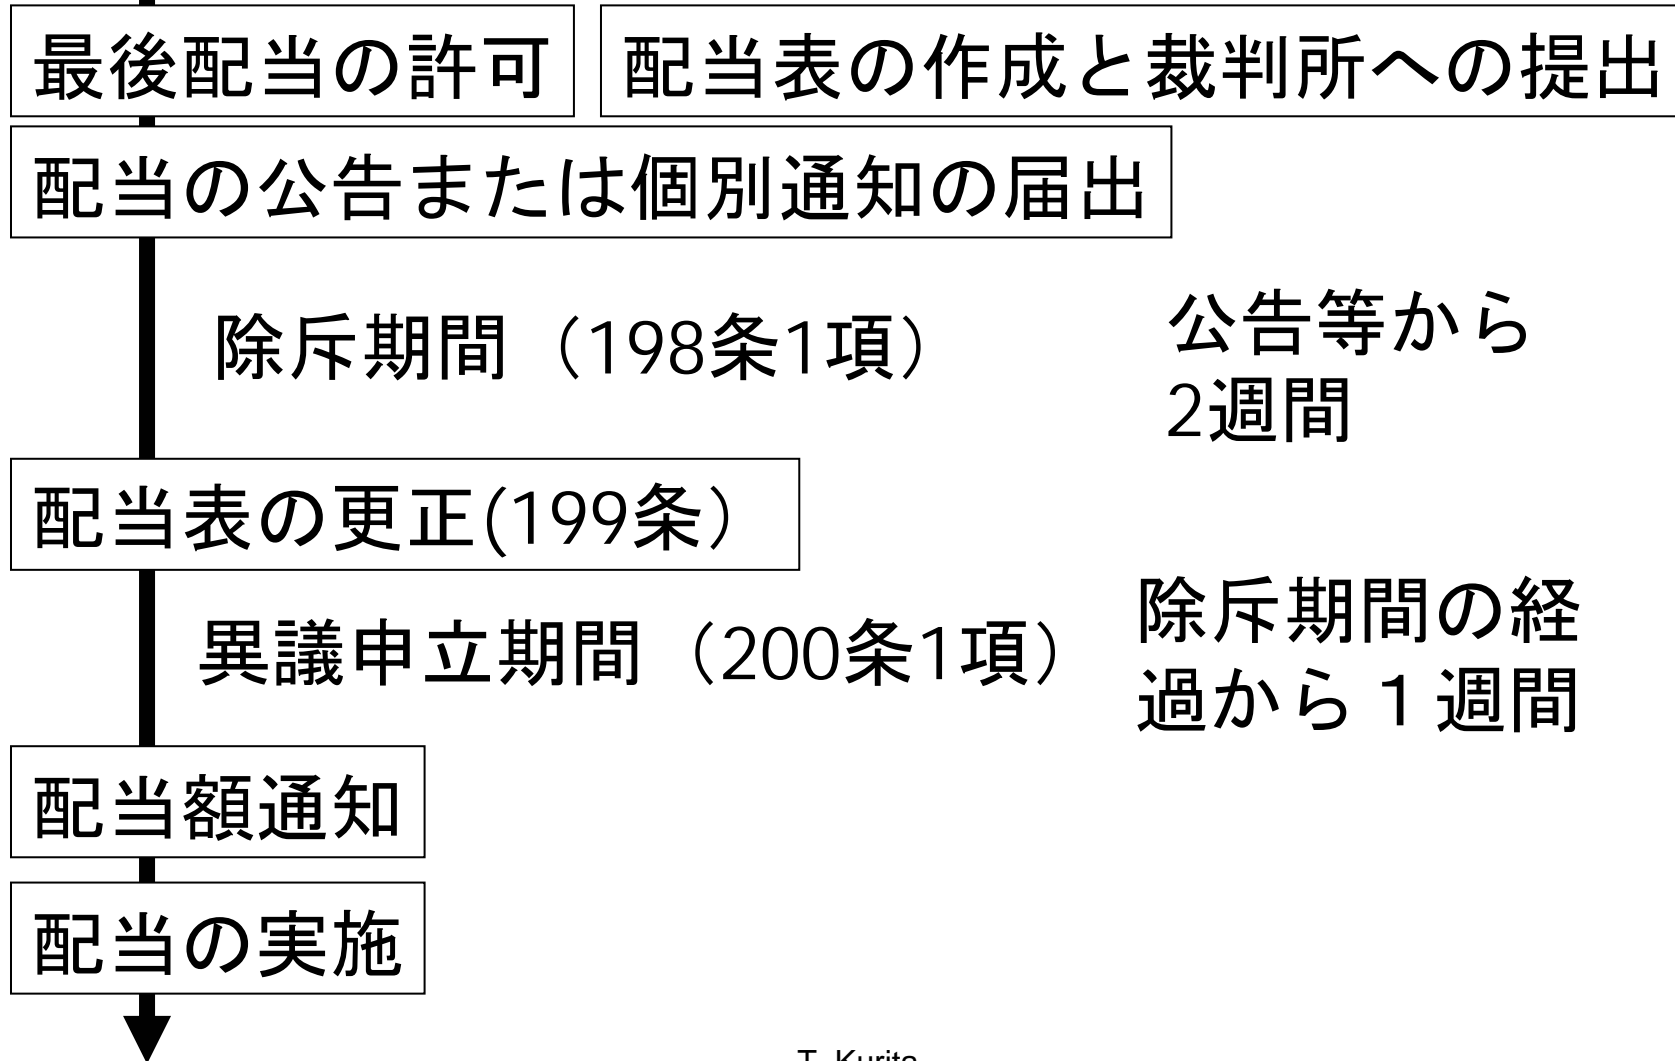 最後配当の許可
配当表の作成と裁判所への提出
配当の公告または個別通知の届出
除斥期間（198条1項）
公告等から
2週間
配当表の更正(199条）
異議申立期間（200条1項）
除斥期間の経
過から１週間
配当額通知
配当の実施
T. Kurita